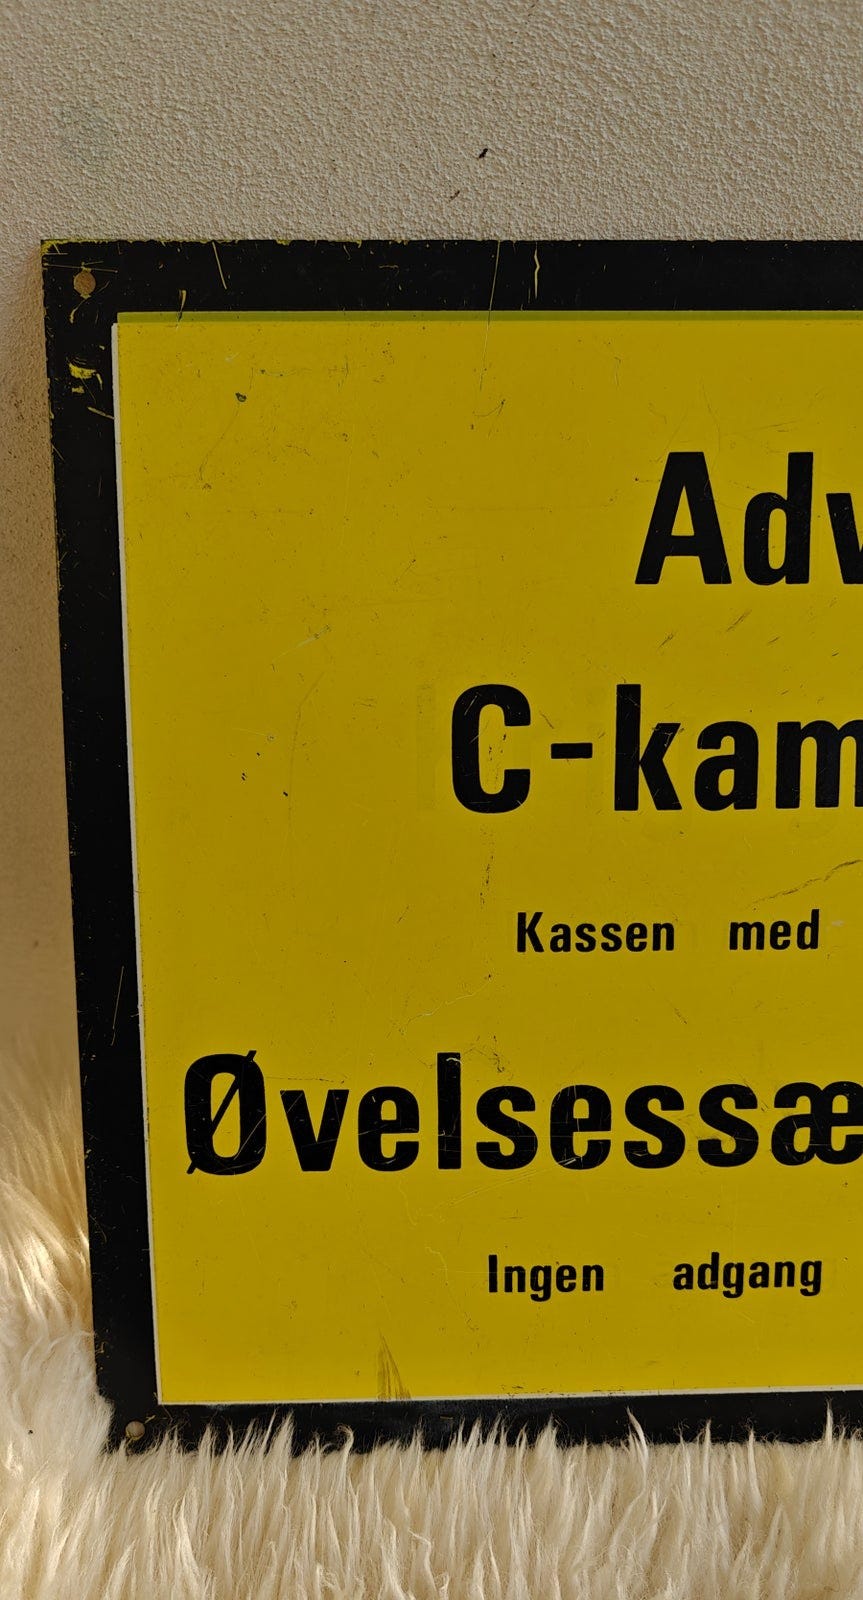 Adv
C-kam
Kassen med
Øvelsessæ
Ingen adgang